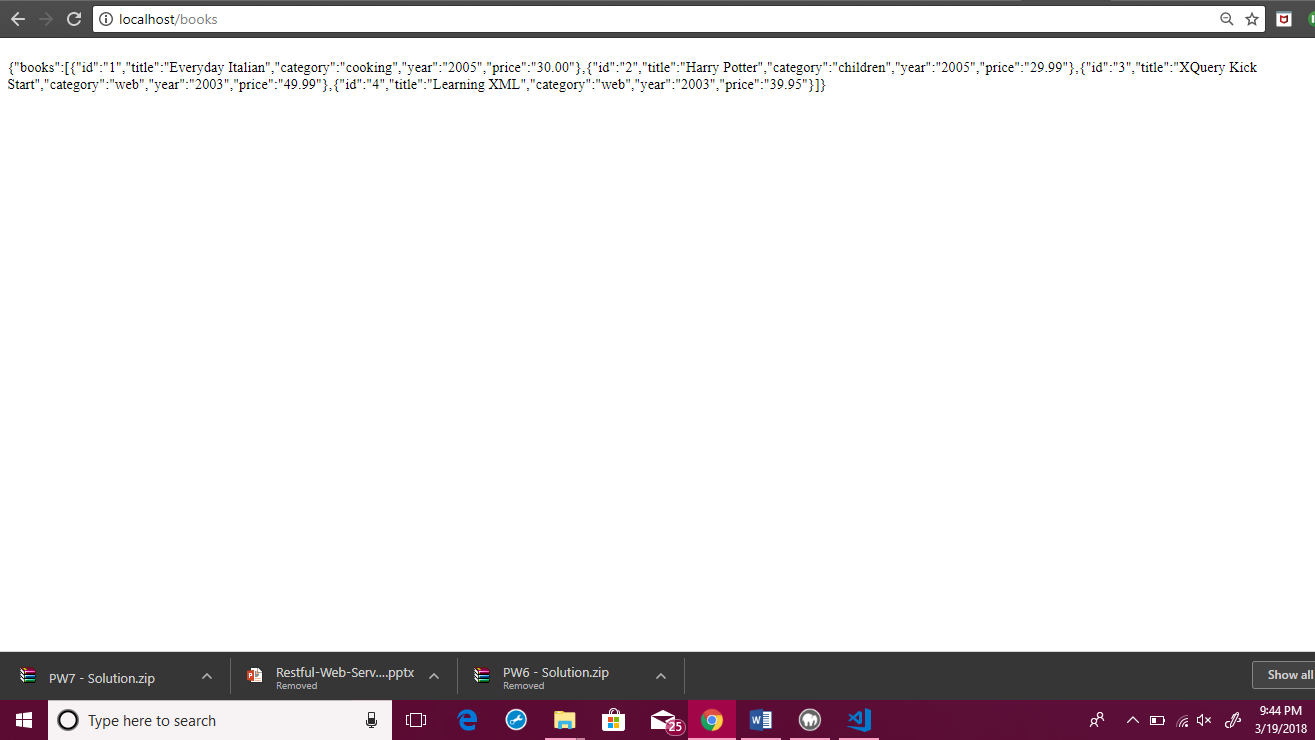 localhost/books
{"books":[{"id":"1","title":"Everyday Italian","category":"cooking","year":"2005","price":"30.00"},{"id":"2","title":"Harry Potter","category":"children","year":"2005","price":"29.99"},{"id":"3","title":"XQuery Kick
Start","category":"web","year":"2003","price":"49.99"},{"id":"4","title":"Learning XML","category":"web","year":"2003","price":"39.95"}]}
PW7 - Solution.zip
Restful-Web-Serv....pptx
Removed
PW6 - Solution.zip
Removed
Show all
Type here to search
25
9:44 PM
3/19/2018